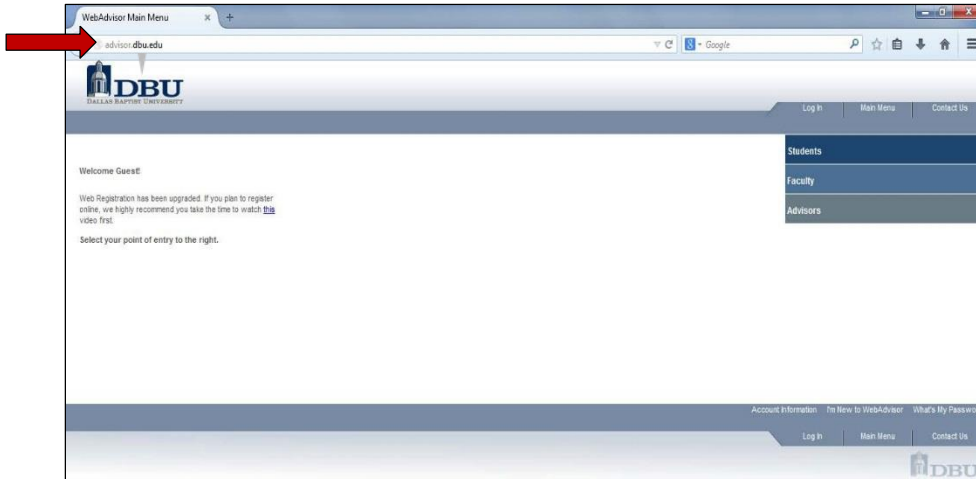 WebAdvisor Main Menu
advisor.dbu.edu
Google
DBU
DALLAS BAPTIST UNIVERSITY
Log In Main Menu Contact Us
Students
Welcome Guest!
Faculty
Web Registration has been upgraded. If you plan to register
online, we highly recommend you take the time to watch this
video first.
Advisors
Select your point of entry to the right.
Account Information I'm New to WebAdvisor What's My Passwo
Log In Main Menu Contact Us
DBU